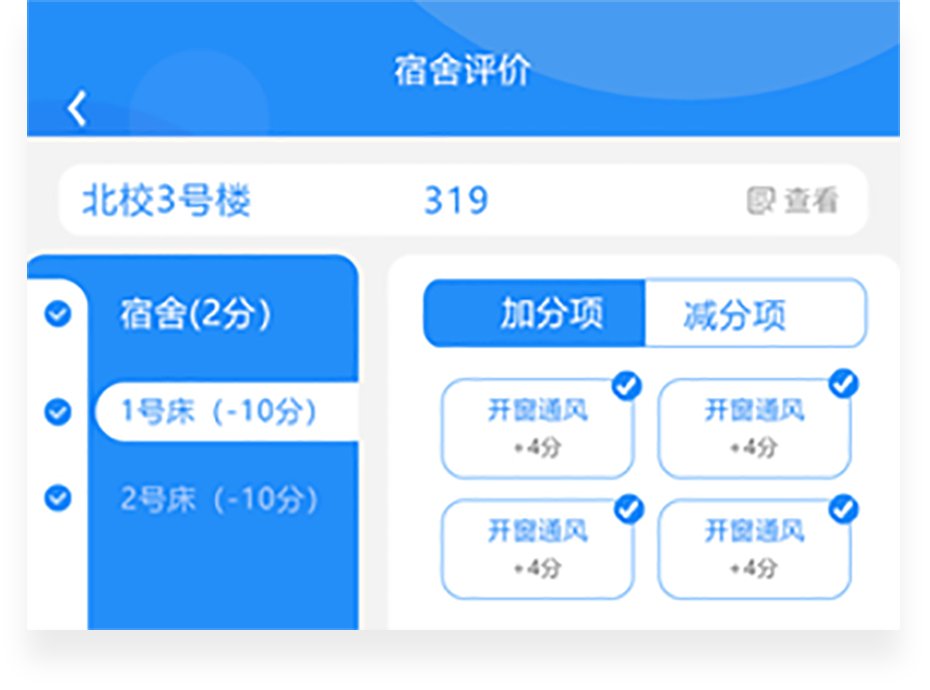 宿舍评价
北校3号楼 319 查看
宿舍(2分)
1号床（-10分）
2号床（-10分）
加分项 减分项
开窗通风 开窗通风
+4分 +4分
开窗通风 开窗通风
+4分 +4分